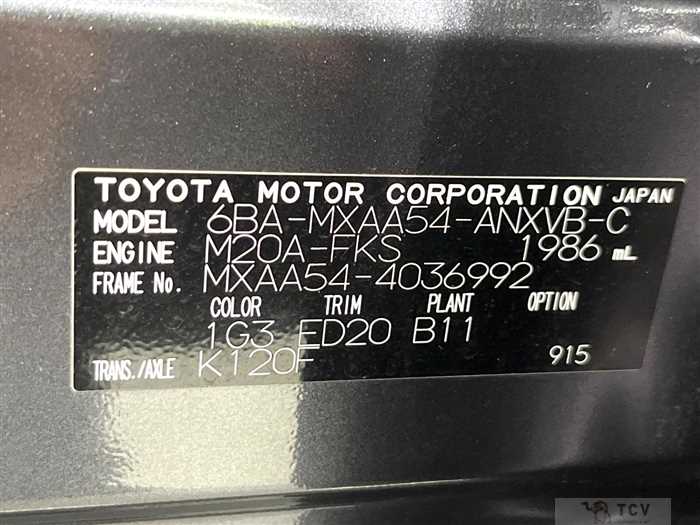 TOYOTA MOTOR CORPORATION JAPAN
MODEL 6BA-MXAA54-ANXVB-C
ENGINE M20A-FKS 1986 mL
FRAME No. MXAA54-4036992
COLOR TRIM PLANT OPTION
1G3 ED20 B11
TRANS./AXLE K120F 915
TCV